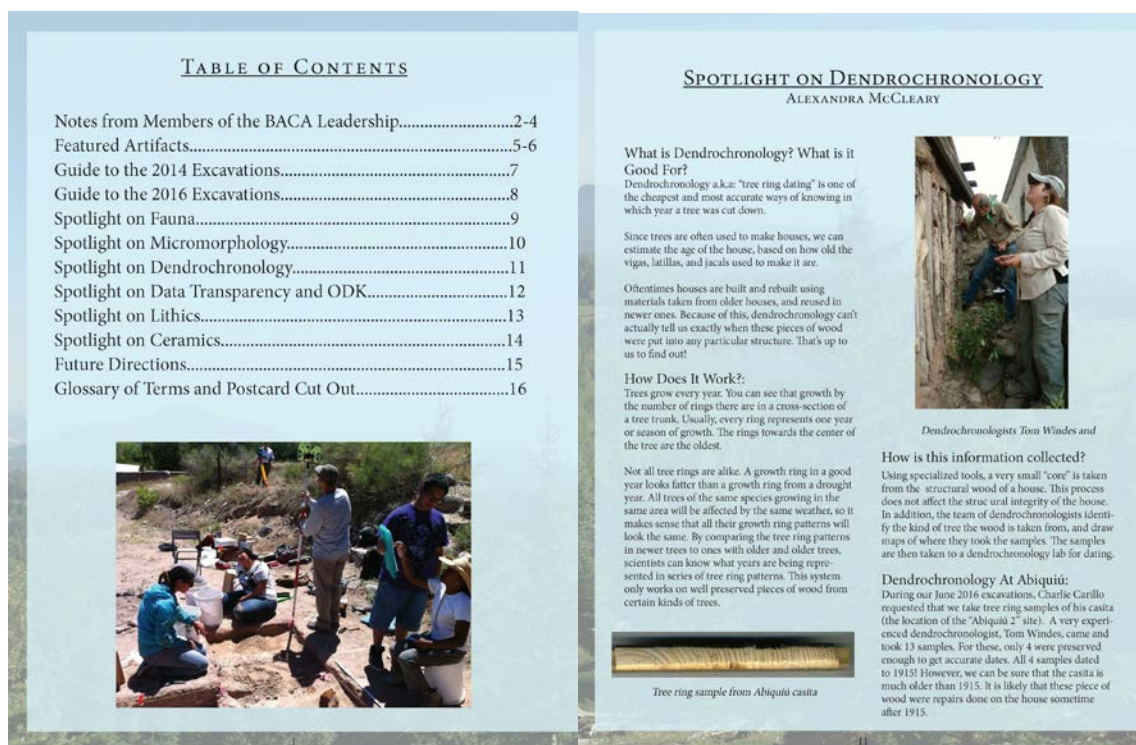 TABLE OF CONTENTS
Notes from Members of the BACA Leadership...........................2-4
Featured Artifacts.............................................................................5-6
Guide to the 2014 Excavations......................................................7
Guide to the 2016 Excavations......................................................8
Spotlight on Fauna...........................................................................9
Spotlight on Micromorphology....................................................10
Spotlight on Dendrochronology...................................................11
Spotlight on Data Transparency and ODK.................................12
Spotlight on Lithics.........................................................................13
Spotlight on Ceramics....................................................................14
Future Directions............................................................................15
Glossary of Terms and Postcard Cut Out....................................16
1
SPOTLIGHT ON DENDROCHRONOLOGY
ALEXANDRA MCCLEARY
What is Dendrochronology? What is it
Good For?
Dendrochronology a.k.a: "tree ring dating" is one of
the cheapest and most accurate ways of knowing in
which year a tree was cut down.
Since trees are often used to make houses, we can
estimate the age of the house, based on how old the
vigas, latillas, and jacals used to make it are.
Oftentimes houses are built and rebuilt using
materials taken from older houses, and reused in
newer ones. Because of this, dendrochronology can't
actually tell us exactly when these pieces of wood
were put into any particular structure. That's up to
us to find out!
How Does It Work?:
Trees grow every year. You can see that growth by
the number of rings there are in a cross-section of
a tree trunk. Usually, every ring represents one year
or season of growth. The rings towards the center of
the tree are the oldest.
Not all tree rings are alike. A growth ring in a good
year looks fatter than a growth ring from a drought
year. All trees of the same species growing in the
same area will be affected by the same weather, so it
makes sense that all their growth ring patterns will
look the same. By comparing the tree ring patterns
in newer trees to ones with older and older trees,
scientists can know what years are being repre-
sented in series of tree ring patterns. This system
only works on well preserved pieces of wood from
certain kinds of trees.
Tree ring sample from Abiquiú casita
Dendrochronologists Tom Windes and
How is this information collected?
Using specialized tools, a very small "core" is taken
from the structural wood of a house. This process
does not affect the struc ural integrity of the house.
In addition, the team of dendrochronologists identi-
fy the kind of tree the wood is taken from, and draw
maps of where they took the samples. The samples
are then taken to a dendrochronology lab for dating.
Dendrochronology At Abiquiú:
During our June 2016 excavations, Charlie Carillo
requested that we take tree ring samples of his casita
(the location of the "Abiquiú 2" site). A very experi-
enced dendrochronologist, Tom Windes, came and
took 13 samples. For these, only 4 were preserved
enough to get accurate dates. All 4 samples dated
to 1915! However, we can be sure that the casita is
much older than 1915. It is likely that these piece of
wood were repairs done on the house sometime
after 1915.
11